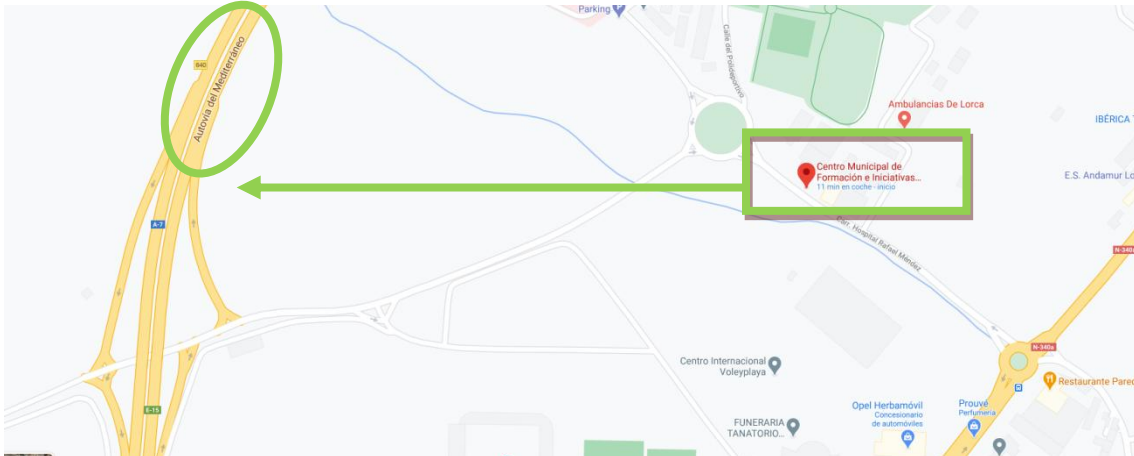 Parking
640
Autovía del Mediterráneo
Calle del Polideportivo
Ambulancias De Lorca
IBÉRICA
Centro Municipal de
Formación e Iniciativas...
11 min en coche - inicio
E.S. Andamur Lo
A-7
Carr. Hospital Rafael Méndez
N-340a
N-340a
Centro Internacional
Voleyplaya
Restaurante Pared
E-15
Opel Herbamóvil
Concesionario
de automóviles
Prouvé
Perfumería
FUNERARIA
TANATORIO...